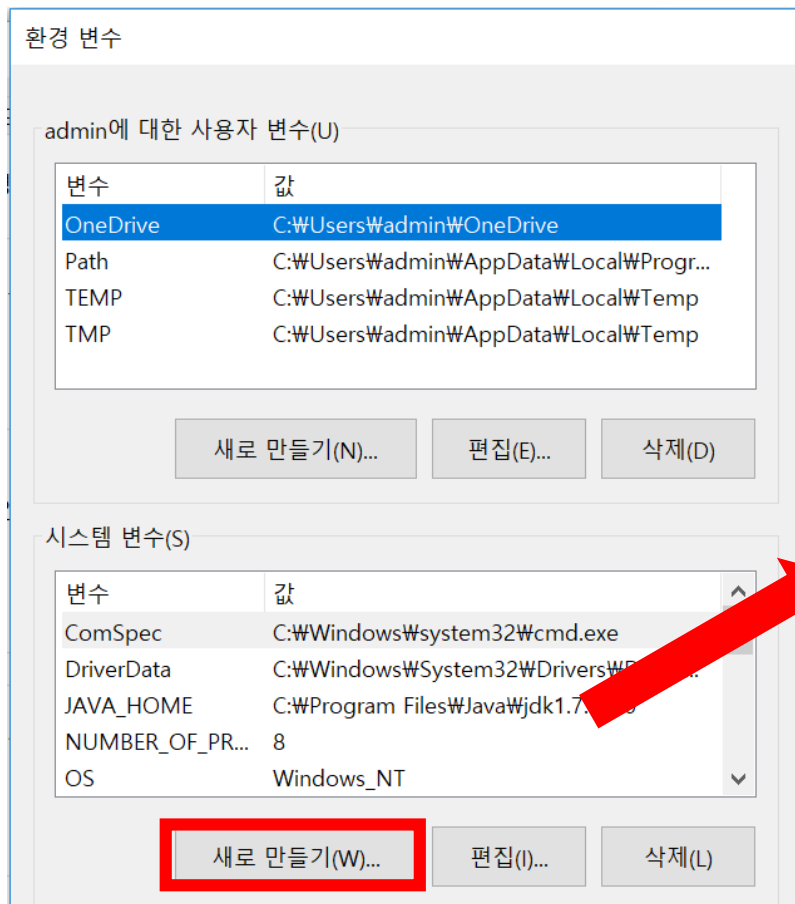 환경 변수
admin에 대한 사용자 변수(U)
변수 값
OneDrive C:₩Users₩admin₩OneDrive
Path C:₩Users₩admin₩AppData₩Local₩Progr...
TEMP C:₩Users₩admin₩AppData₩Local₩Temp
TMP C:₩Users₩admin₩AppData₩Local₩Temp
새로 만들기(N)... 편집(E)... 삭제(D)
시스템 변수(S)
변수 값
ComSpec C:₩Windows₩system32₩cmd.exe
DriverData C:₩Windows₩System32₩Drivers₩
JAVA_HOME C:₩Program Files₩Java₩jdk1.7.
NUMBER_OF_PR... 8
OS Windows_NT
새로 만들기(W)... 편집(I)... 삭제(L)